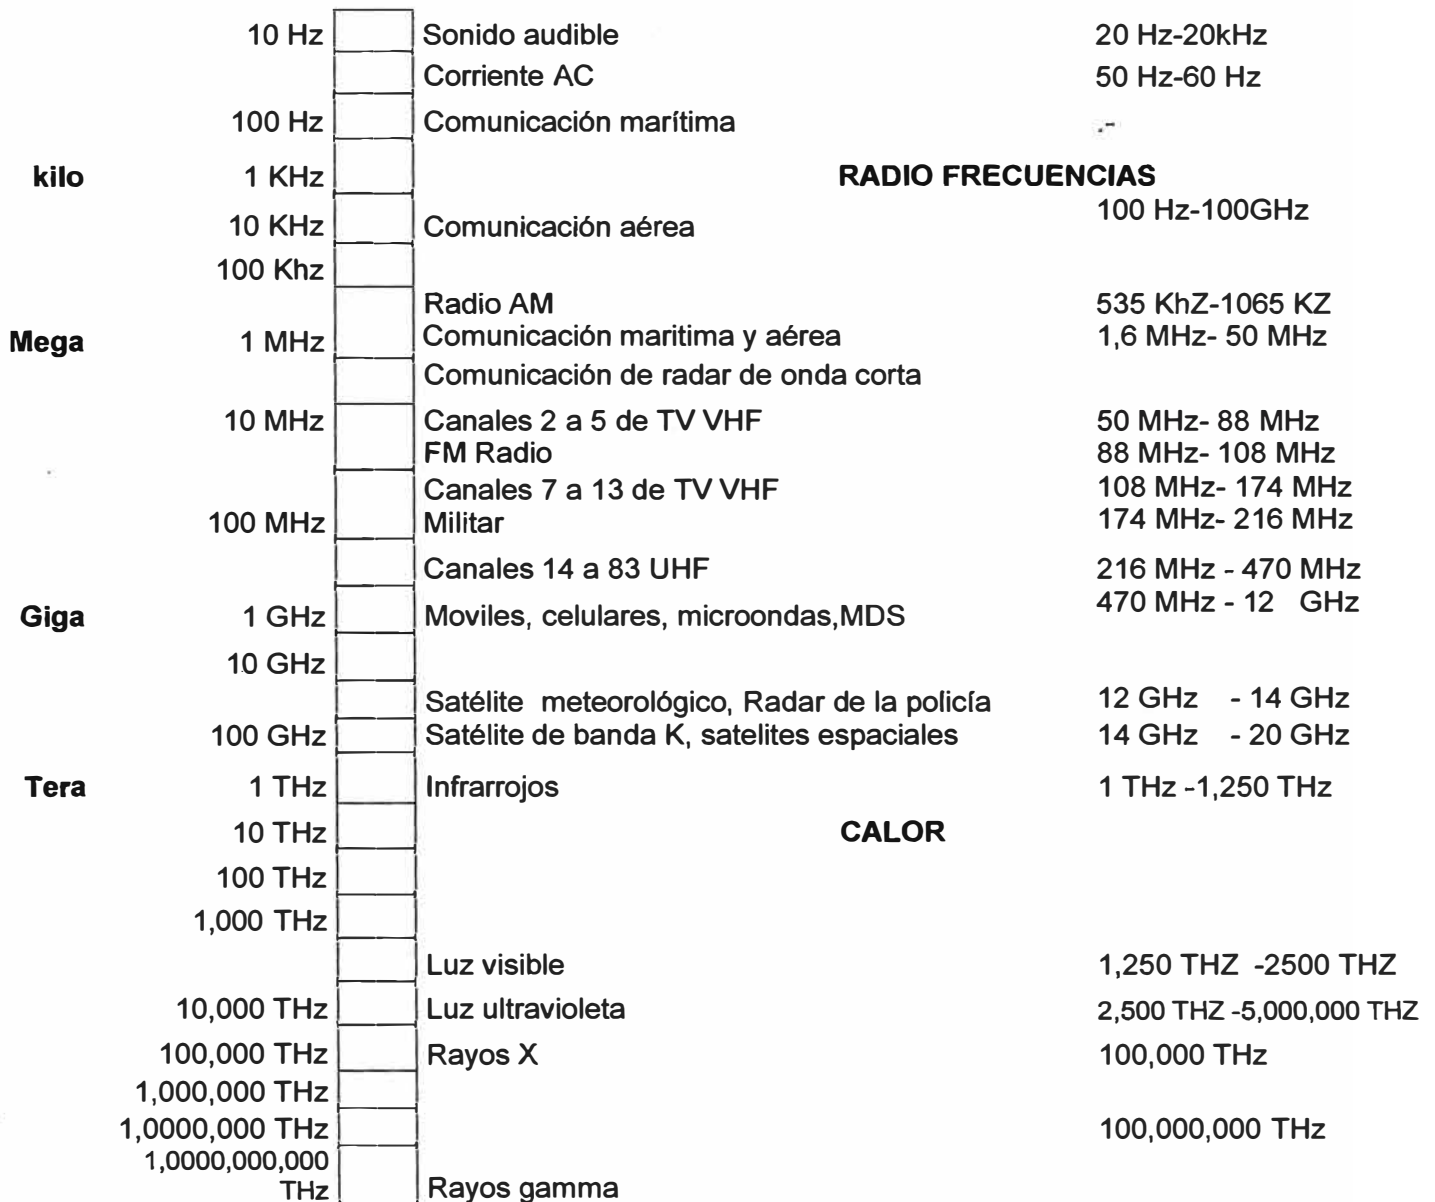 10 Hz Sonido audible 20 Hz-20kHz
Corriente AC 50 Hz-60 Hz
100 Hz Comunicación marítima
kilo 1 KHz RADIO FRECUENCIAS
100 Hz-100GHz
10 KHz Comunicación aérea
100 Khz
Radio AM 535 KhZ-1065 KZ
Mega 1 MHz Comunicación maritima y aérea 1,6 MHz- 50 MHz
Comunicación de radar de onda corta
10 MHz Canales 2 a 5 de TV VHF 50 MHz- 88 MHz
FM Radio 88 MHz- 108 MHz
Canales 7 a 13 de TV VHF 108 MHz- 174 MHz
100 MHz Militar 174 MHz- 216 MHz
Canales 14 a 83 UHF 216 MHz - 470 MHz
470 MHz - 12 GHz
Giga 1 GHz Moviles, celulares, microondas,MDS
10 GHz
Satélite meteorológico, Radar de la policía 12 GHz - 14 GHz
100 GHz Satélite de banda K, satelites espaciales 14 GHz - 20 GHz
Tera 1 THz Infrarrojos 1 THz -1,250 THz
10 THz CALOR
100 THz
1,000 THz
Luz visible 1,250 THZ -2500 THZ
10,000 THz Luz ultravioleta 2,500 THZ -5,000,000 THZ
100,000 THz Rayos X 100,000 THz
1,000,000 THz
1,0000,000 THz 100,000,000 THz
1,0000,000,000
THz Rayos gamma